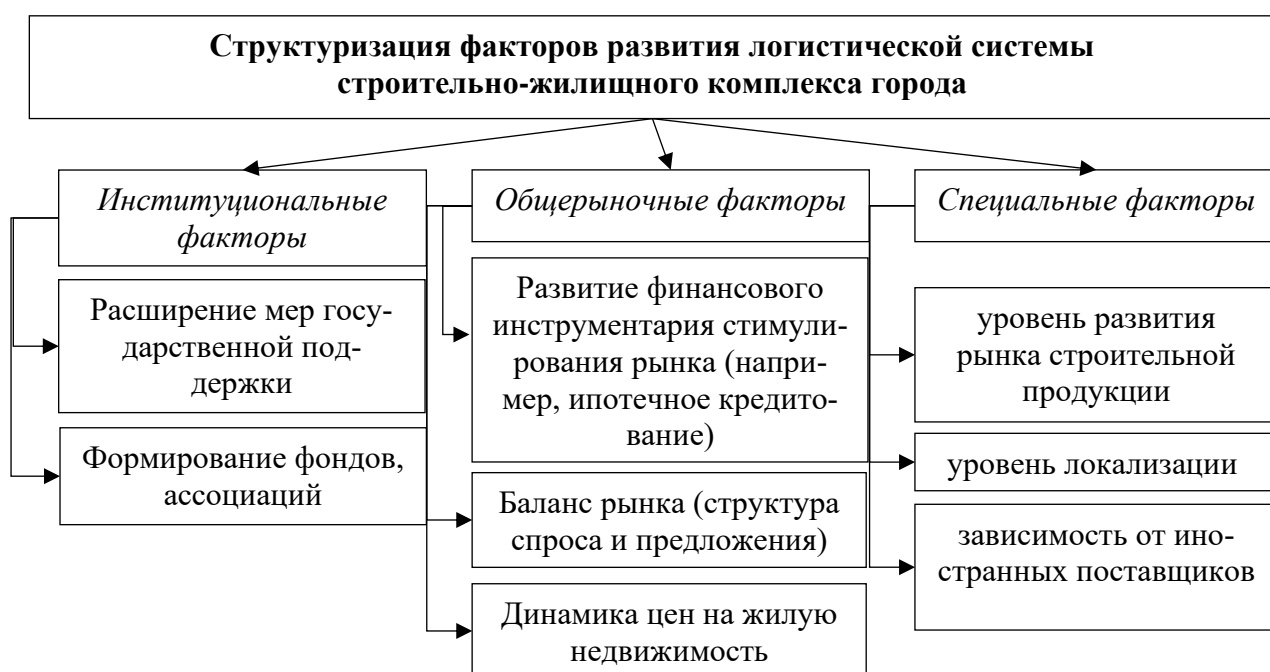 Структуризация факторов развития логистической системы
строительно-жилищного комплекса города
Институциональные
факторы
Расширение мер госу-
дарственной под-
держки
Формирование фондов,
ассоциаций
Общерыночные факторы
Развитие финансового
инструментария стимули-
рования рынка (напри-
мер, ипотечное кредито-
вание)
Баланс рынка (структура
спроса и предложения)
Динамика цен на жилую
недвижимость
Специальные факторы
уровень развития
рынка строительной
продукции
уровень локализации
зависимость от ино-
странных поставщиков